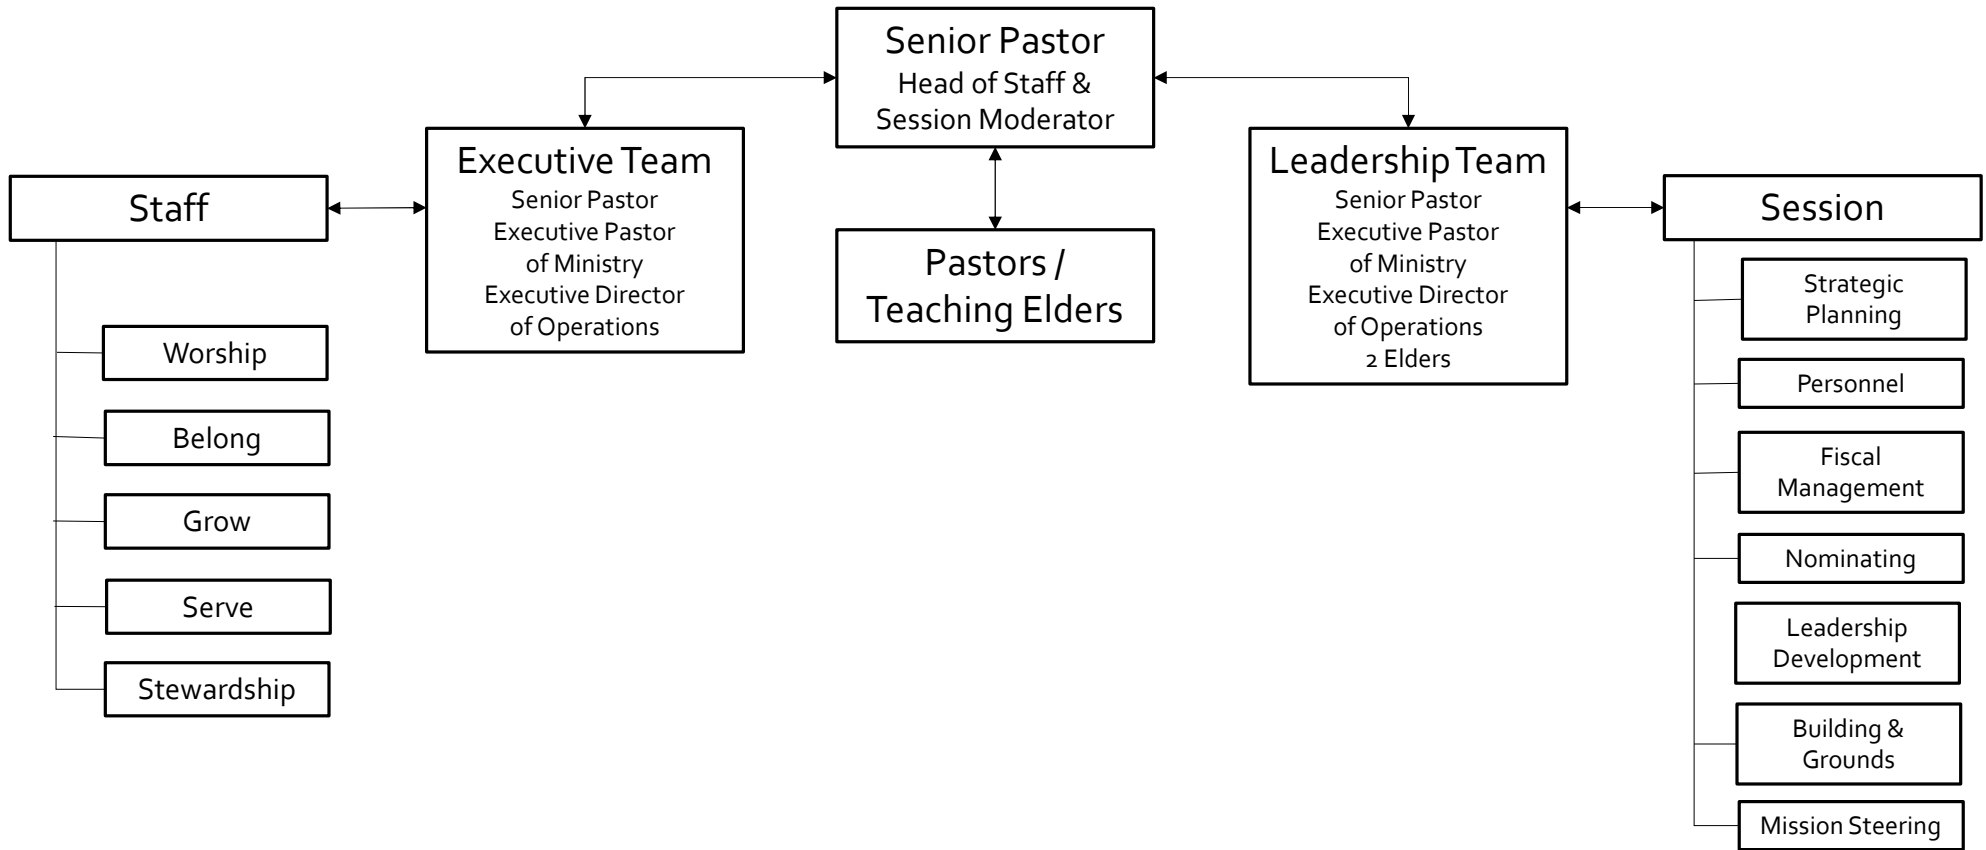 Senior Pastor
Head of Staff &
Session Moderator
Executive Team
Senior Pastor
Executive Pastor
of Ministry
Executive Director
of Operations
Leadership Team
Senior Pastor
Executive Pastor
of Ministry
Executive Director
of Operations
2 Elders
Staff
Session
Pastors /
Teaching Elders
Worship
Belong
Grow
Serve
Stewardship
Strategic
Planning
Personnel
Fiscal
Management
Nominating
Leadership
Development
Building &
Grounds
Mission Steering